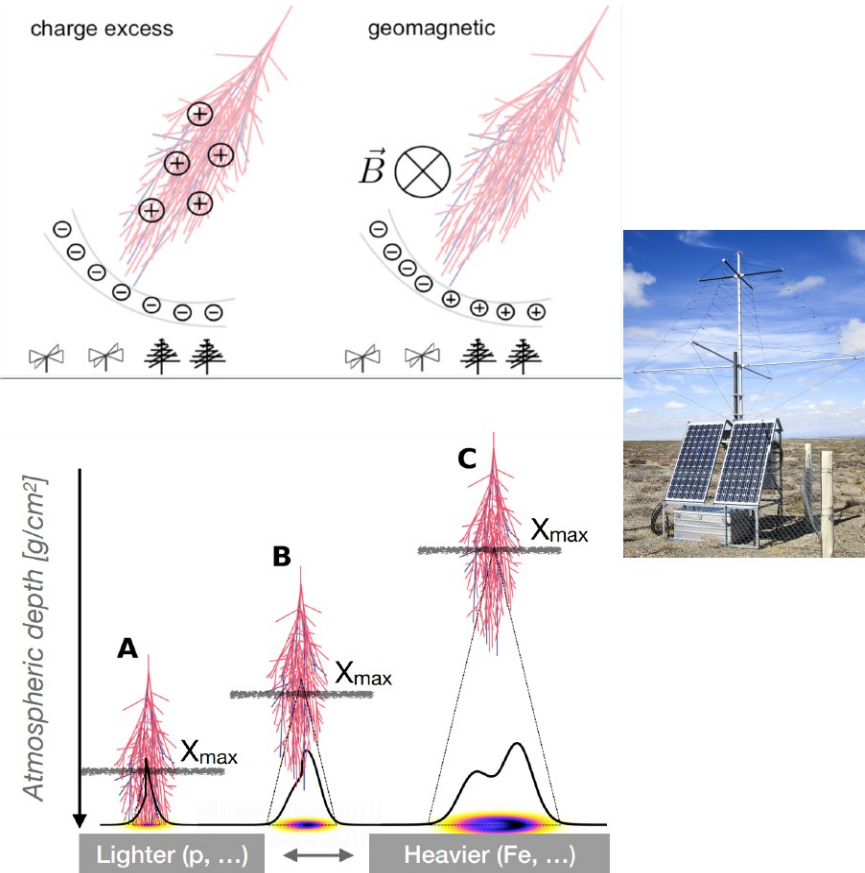 charge excess
geomagnetic
+
+
+
+
+
B⃗
−
−
−
−
−
−
−
−
−
−
−
+
+
+
+
C
Xmax
B
Xmax
A
Xmax
Atmospheric depth [g/cm²]
Lighter (p, ...)
Heavier (Fe, ...)